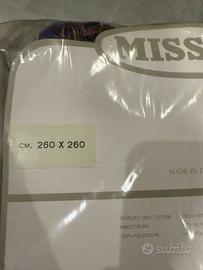 MISS
CM. 260 X 260
MADE IN I
TESSUTO 100% COTONE
IMBOTTITURA
100% POLIESTERE
subito